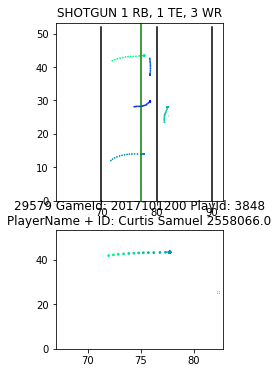 SHOTGUN 1 RB, 1 TE, 3 WR
50
40
30
20
10
0
70 80 90
29579 GameId: 2017101200 PlayId: 3848
PlayerName + ID: Curtis Samuel 2558066.0
40
20
0
70 75 80